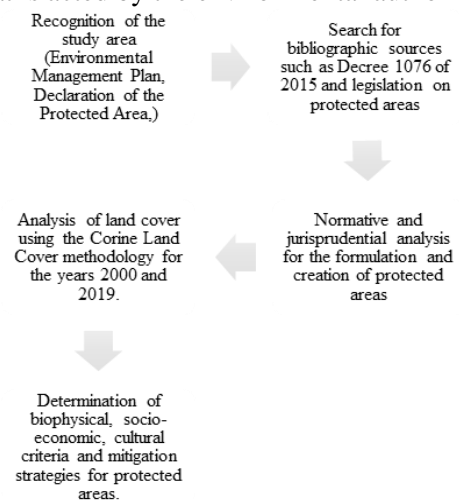 by the
Recognition of the
study area
(Environmental
Management Plan,
Declaration of the
Protected Area,)
Search for
bibliographic sources
such as Decree 1076 of
2015 and legislation on
protected areas
Normative and
jurisprudential analysis
for the formulation and
creation of protected
areas
Analysis of land cover
using the Corine Land
Cover methodology for
the years 2000 and
2019.
Determination of
biophysical, socio-
economic, cultural
criteria and mitigation
strategies for protected
areas.